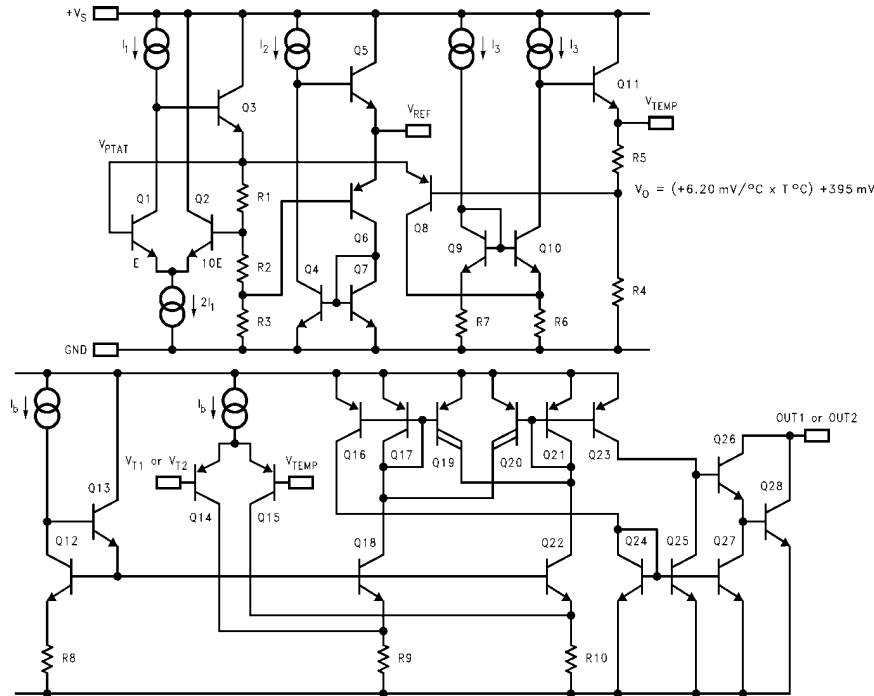 +VS
I1
I2
Q5
I3
I3
Q3
Q11
VREF
VTEMP
VPTAT
R5
Q1
Q2
R1
VO = (+6.20 mV/°C x T°C) +395 mV
Q6
Q8
Q9
Q10
E
10E
R2
Q4
Q7
2I1
R3
R7
R6
R4
GND
Ib
Ib
OUT1 or OUT2
Q16
Q17
Q19
Q20
Q21
Q23
Q26
VT1 or VT2
VTEMP
Q13
Q28
Q14
Q15
Q12
Q18
Q22
Q24
Q25
Q27
R8
R9
R10